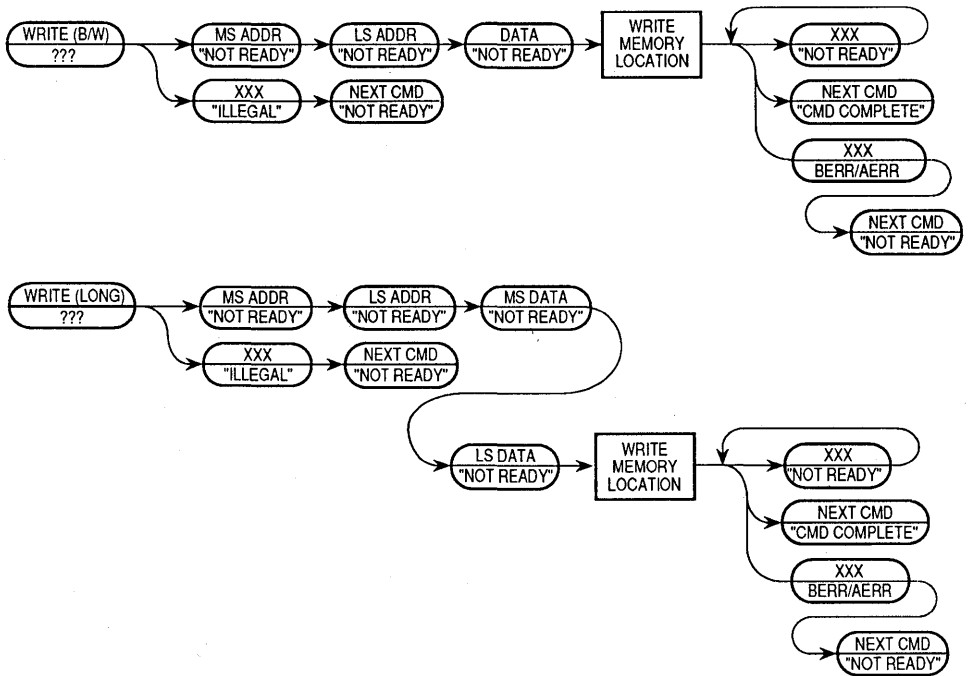 WRITE (B/W)
???
MS ADDR
"NOT READY"
LS ADDR
"NOT READY"
DATA
"NOT READY"
WRITE
MEMORY
LOCATION
XXX
"NOT READY"
XXX
"ILLEGAL"
NEXT CMD
"NOT READY"
NEXT CMD
"CMD COMPLETE"
XXX
BERR/AERR
NEXT CMD
"NOT READY"
WRITE (LONG)
???
MS ADDR
"NOT READY"
LS ADDR
"NOT READY"
MS DATA
"NOT READY"
XXX
"ILLEGAL"
NEXT CMD
"NOT READY"
LS DATA
"NOT READY"
WRITE
MEMORY
LOCATION
XXX
"NOT READY"
NEXT CMD
"CMD COMPLETE"
XXX
BERR/AERR
NEXT CMD
"NOT READY"